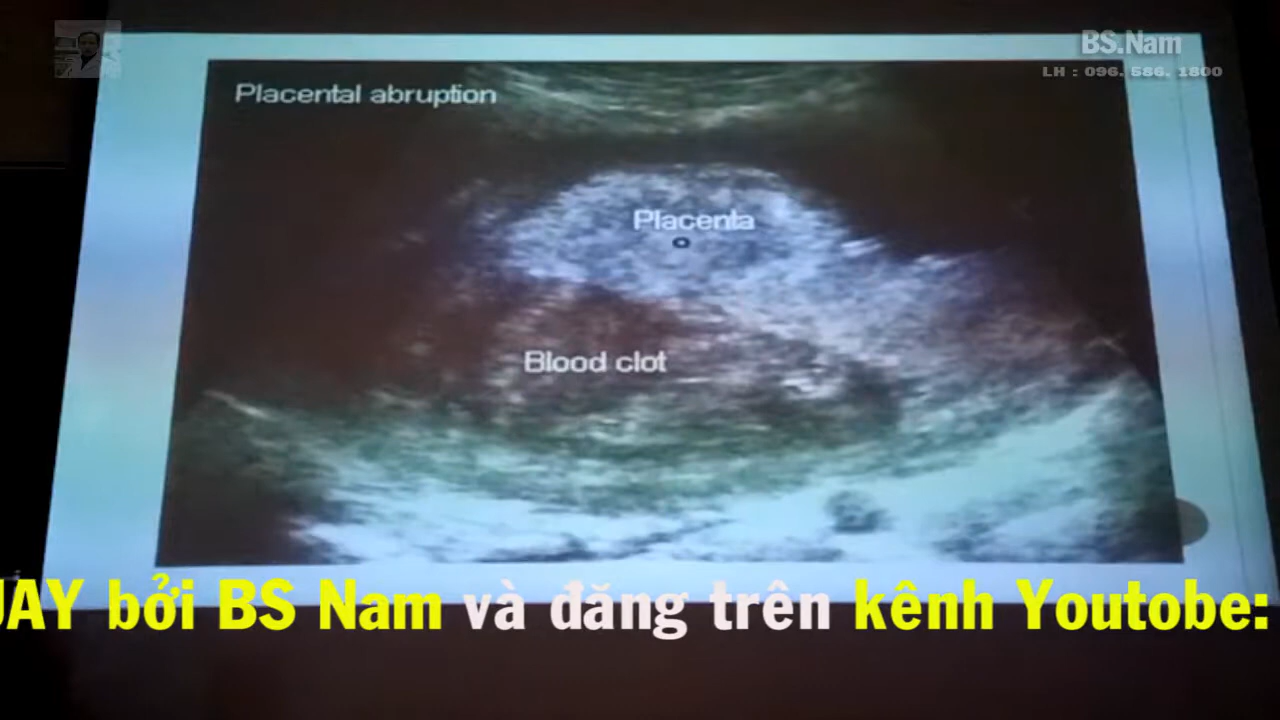 BS.Nam
LH : 096. 586. 1800
Placental abruption
Placenta
Blood clot
bởi BS Nam và đăng trên kênh Youtobe: